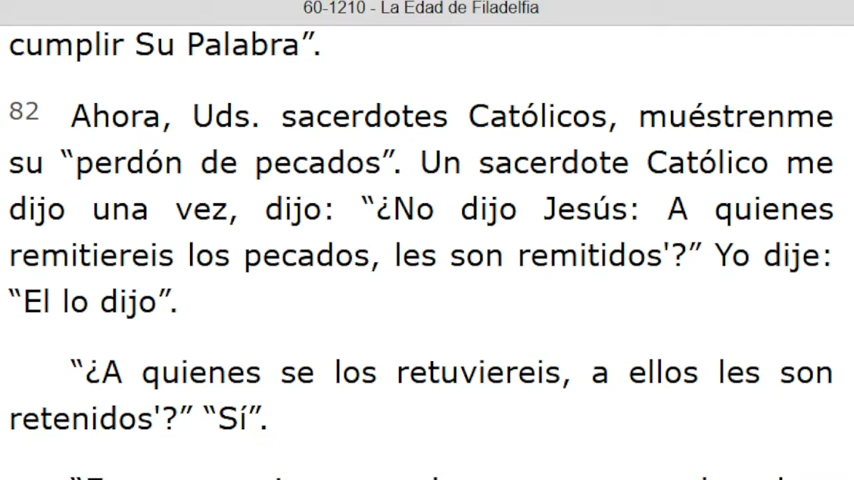 60-1210 - La Edad de Filadelfia
cumplir Su Palabra”.
82 Ahora, Uds. sacerdotes Católicos, muéstrenme
su “perdón de pecados”. Un sacerdote Católico me
dijo una vez, dijo: “¿No dijo Jesús: A quienes
remitiereis los pecados, les son remitidos'?” Yo dije:
“El lo dijo”.
“¿A quienes se los retuviereis, a ellos les son
retenidos'?” “Sí”.